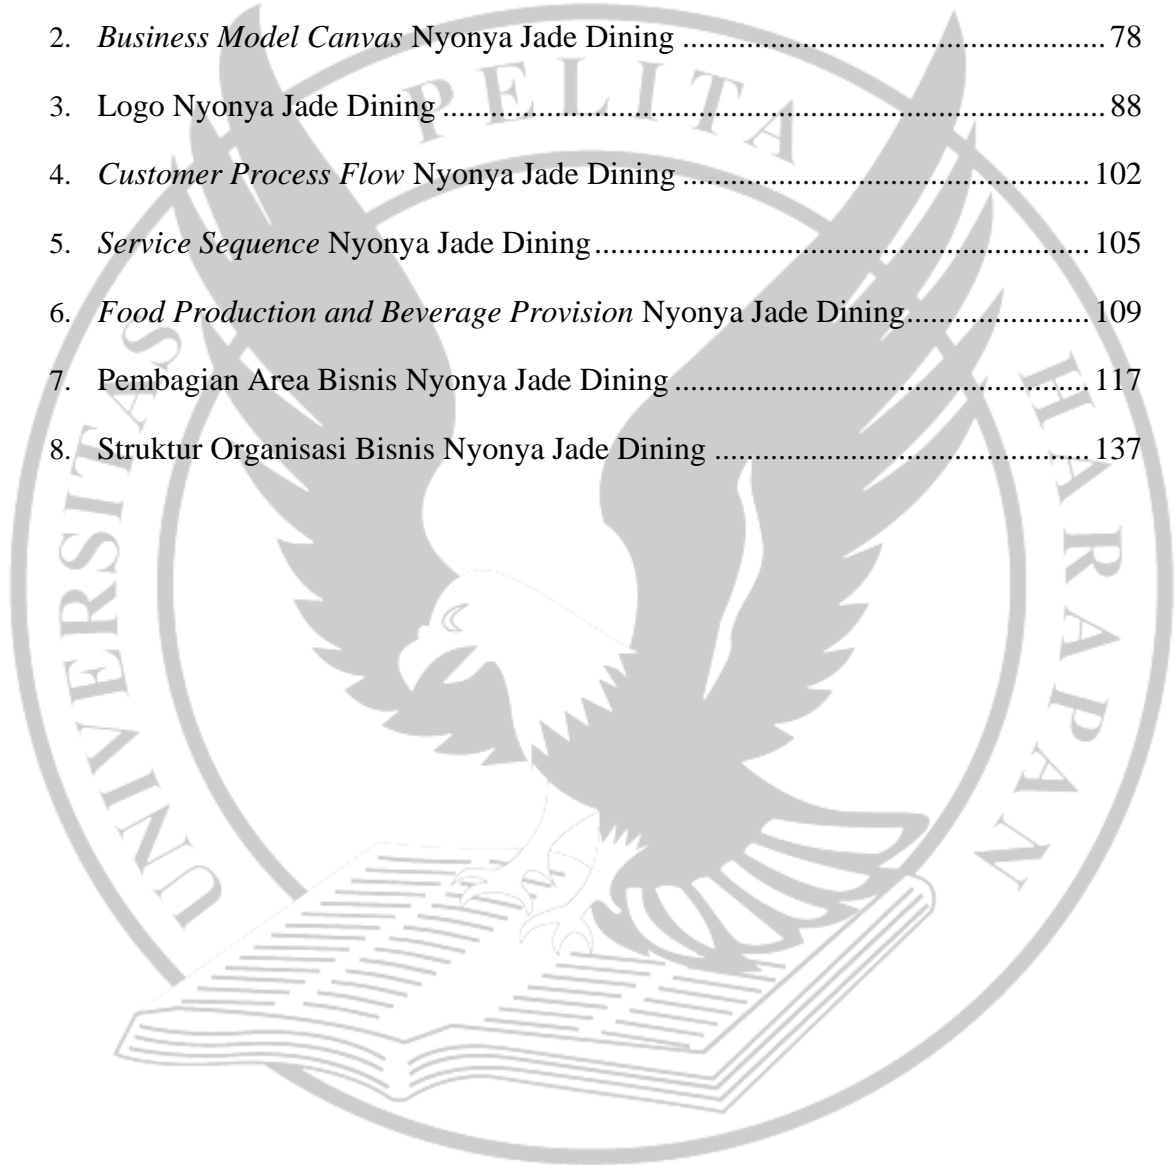 2. Business Model Canvas Nyonya Jade Dining ..................................................... 78
3. Logo Nyonya Jade Dining ................................................................................... 88
4. Customer Process Flow Nyonya Jade Dining ................................................... 102
5. Service Sequence Nyonya Jade Dining .............................................................. 105
6. Food Production and Beverage Provision Nyonya Jade Dining ....................... 109
7. Pembagian Area Bisnis Nyonya Jade Dining .................................................... 117
8. Struktur Organisasi Bisnis Nyonya Jade Dining ............................................... 137
UNIVERSITAS PELITA HARAPAN